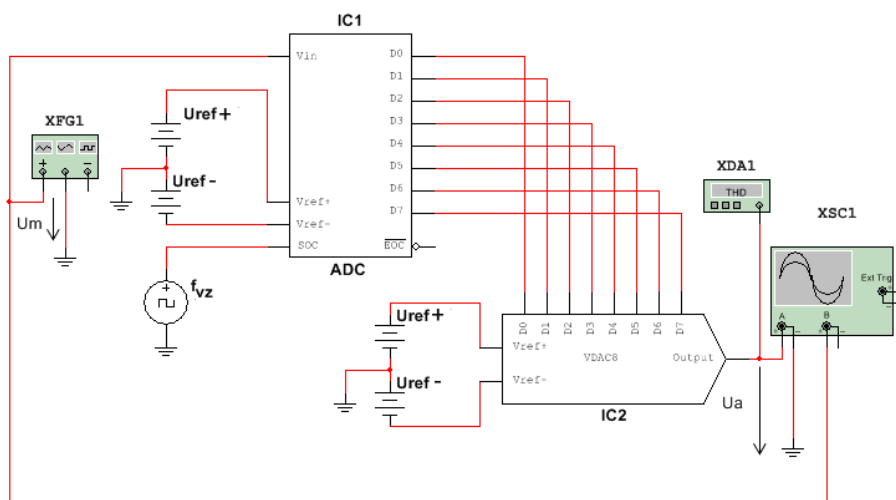 IC1
Vin
D0
D1
D2
D3
D4
D5
D6
D7
Uref+
Uref-
Vref+
Vref-
SOC
EOC
ADC
XFG1
+
-
Um
+
fvz
XDA1
THD
XSC1
Ext Trig
+
-
A
B
+
-
+
-
Uref+
Uref-
D0 D1 D2 D3 D4 D5 D6 D7
Vref+
VDAC8
Output
Vref-
IC2
Ua